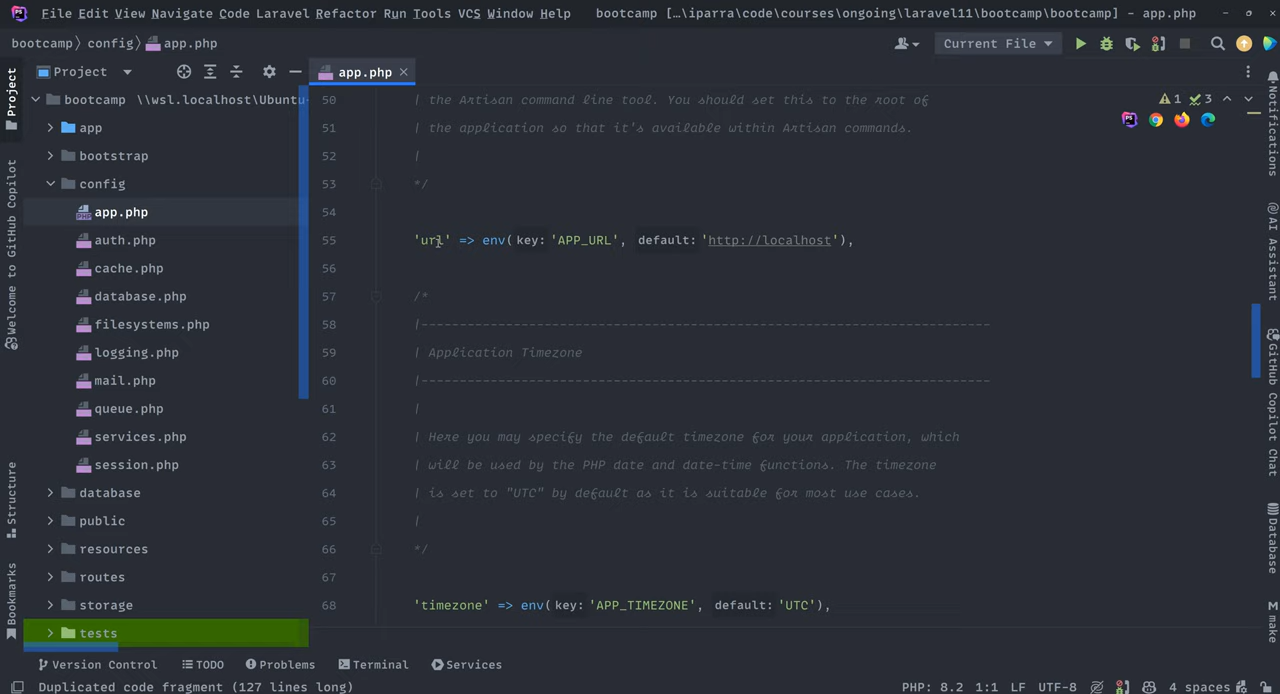 PS File Edit View Navigate Code Laravel Refactor Run Tools VCS Window Help bootcamp […\iparra\code\courses\ongoing\laravel11\bootcamp\bootcamp] – app.php
bootcamp config app.php Current File
Project app.php
bootcamp \\wsl.localhost\Ubuntu-
app
bootstrap
config
app.php
auth.php
cache.php
database.php
filesystems.php
logging.php
mail.php
queue.php
services.php
session.php
database
public
resources
routes
storage
tests
50 | the Artisan command line tool. You should set this to the root of
51 | the application so that it's available within Artisan commands.
52 |
53 */
54
55 'url' => env( key: 'APP_URL', default: 'http://localhost'),
56
57 /*
58 |--------------------------------------------------------------------------
59 | Application Timezone
60 |--------------------------------------------------------------------------
61 |
62 | Here you may specify the default timezone for your application, which
63 | will be used by the PHP date and date-time functions. The timezone
64 | is set to "UTC" by default as it is suitable for most use cases.
65 |
66 */
67
68 'timezone' => env( key: 'APP_TIMEZONE', default: 'UTC'),
1 3
Project
Welcome to GitHub Copilot
Structure
Bookmarks
Notifications
AI Assistant
GitHub Copilot Chat
Database
M make
Version Control TODO Problems Terminal Services
Duplicated code fragment (127 lines long) PHP: 8.2 1:1 LF UTF-8 4 spaces